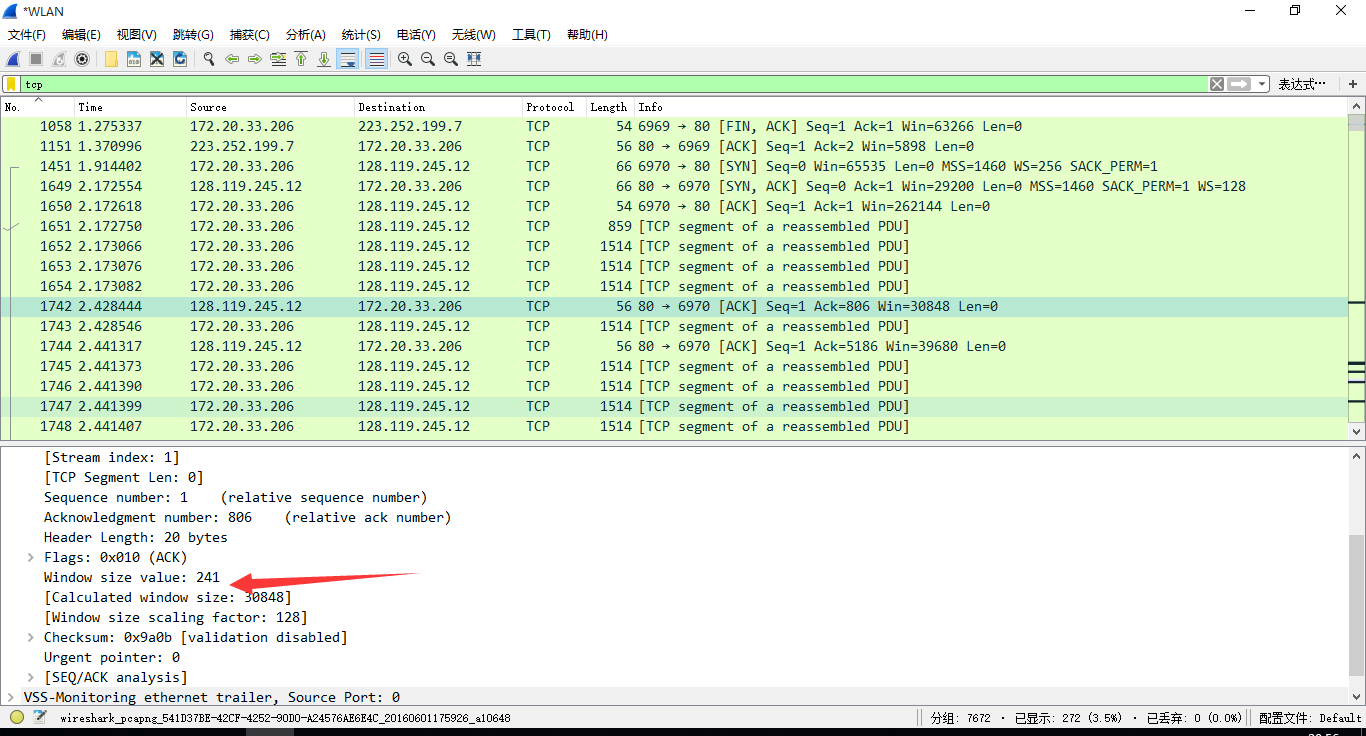 *WLAN
文件(F) 编辑(E) 视图(V) 跳转(G) 捕获(C) 分析(A) 统计(S) 电话(Y) 无线(W) 工具(T) 帮助(H)
tcp 表达式… +
No. Time Source Destination Protocol Length Info
1058 1.275337 172.20.33.206 223.252.199.7 TCP 54 6969 → 80 [FIN, ACK] Seq=1 Ack=1 Win=63266 Len=0
1151 1.370996 223.252.199.7 172.20.33.206 TCP 56 80 → 6969 [ACK] Seq=1 Ack=2 Win=5898 Len=0
1451 1.914402 172.20.33.206 128.119.245.12 TCP 66 6970 → 80 [SYN] Seq=0 Win=65535 Len=0 MSS=1460 WS=256 SACK_PERM=1
1649 2.172554 128.119.245.12 172.20.33.206 TCP 66 80 → 6970 [SYN, ACK] Seq=0 Ack=1 Win=29200 Len=0 MSS=1460 SACK_PERM=1 WS=128
1650 2.172618 172.20.33.206 128.119.245.12 TCP 54 6970 → 80 [ACK] Seq=1 Ack=1 Win=262144 Len=0
1651 2.172750 172.20.33.206 128.119.245.12 TCP 859 [TCP segment of a reassembled PDU]
1652 2.173066 172.20.33.206 128.119.245.12 TCP 1514 [TCP segment of a reassembled PDU]
1653 2.173076 172.20.33.206 128.119.245.12 TCP 1514 [TCP segment of a reassembled PDU]
1654 2.173082 172.20.33.206 128.119.245.12 TCP 1514 [TCP segment of a reassembled PDU]
1742 2.428444 128.119.245.12 172.20.33.206 TCP 56 80 → 6970 [ACK] Seq=1 Ack=806 Win=30848 Len=0
1743 2.428546 172.20.33.206 128.119.245.12 TCP 1514 [TCP segment of a reassembled PDU]
1744 2.441317 128.119.245.12 172.20.33.206 TCP 56 80 → 6970 [ACK] Seq=1 Ack=5186 Win=39680 Len=0
1745 2.441373 172.20.33.206 128.119.245.12 TCP 1514 [TCP segment of a reassembled PDU]
1746 2.441390 172.20.33.206 128.119.245.12 TCP 1514 [TCP segment of a reassembled PDU]
1747 2.441399 172.20.33.206 128.119.245.12 TCP 1514 [TCP segment of a reassembled PDU]
1748 2.441407 172.20.33.206 128.119.245.12 TCP 1514 [TCP segment of a reassembled PDU]
[Stream index: 1]
[TCP Segment Len: 0]
Sequence number: 1 (relative sequence number)
Acknowledgment number: 806 (relative ack number)
Header Length: 20 bytes
Flags: 0x010 (ACK)
Window size value: 241
[Calculated window size: 30848]
[Window size scaling factor: 128]
Checksum: 0x9a0b [validation disabled]
Urgent pointer: 0
[SEQ/ACK analysis]
VSS-Monitoring ethernet trailer, Source Port: 0
wireshark_pcapng_541D37BE-42CF-4252-90D0-A24576AE6E4C_20160601175926_a10648 分组: 7672 · 已显示: 272 (3.5%) · 已丢弃: 0 (0.0%) 配置文件: Default